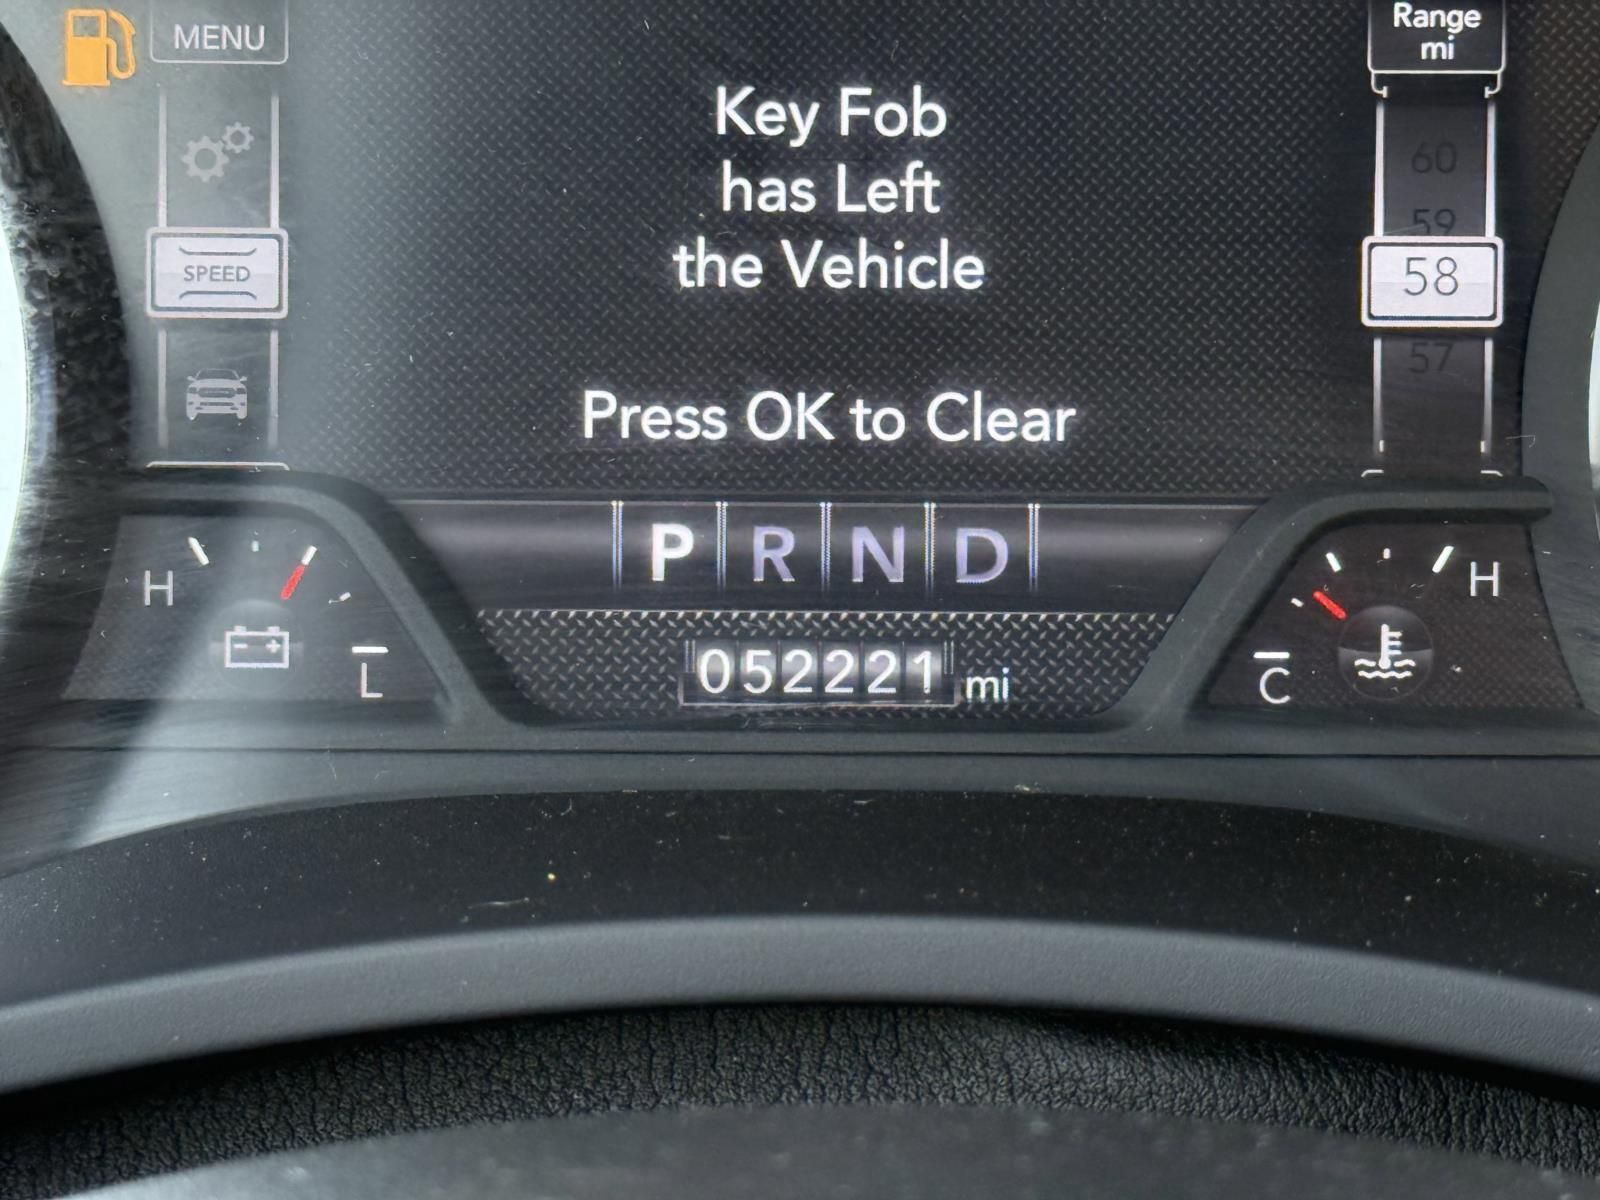 MENU
Range
mi
Key Fob
has Left
the Vehicle
60
59
SPEED
58
57
Press OK to Clear
P R N D
H
H
052221 mi
L
C